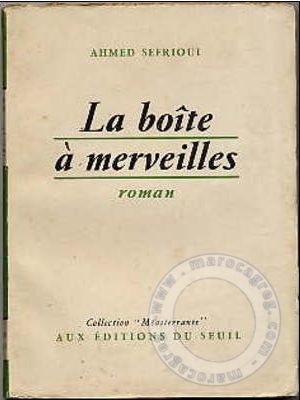 AHMED SEFRIOUI
La boîte
à merveilles
roman
Collection "Méditerranée"
AUX ÉDITIONS DU SEUIL
www.marocagreg.com